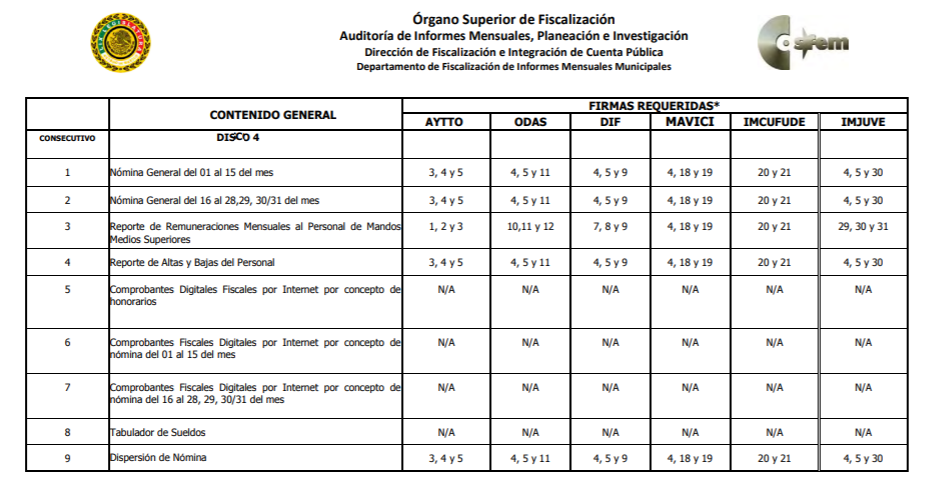 Órgano Superior de Fiscalización
Auditoría de Informes Mensuales, Planeación e Investigación
Dirección de Fiscalización e Integración de Cuenta Pública
Departamento de Fiscalización de Informes Mensuales Municipales
osfem
CONTENIDO GENERAL
FIRMAS REQUERIDAS*
AYTTO ODAS DIF MAVICI IMCUFUDE IMJUVE
CONSECUTIVO DISCO 4
1 Nómina General del 01 al 15 del mes 3, 4 y 5 4, 5 y 11 4, 5 y 9 4, 18 y 19 20 y 21 4, 5 y 30
2 Nómina General del 16 al 28,29, 30/31 del mes 3, 4 y 5 4, 5 y 11 4, 5 y 9 4, 18 y 19 20 y 21 4, 5 y 30
3 Reporte de Remuneraciones Mensuales al Personal de Mandos 1, 2 y 3 10,11 y 12 7, 8 y 9 4, 18 y 19 20 y 21 29, 30 y 31
Medios Superiores
4 Reporte de Altas y Bajas del Personal 3, 4 y 5 4, 5 y 11 4, 5 y 9 4, 18 y 19 20 y 21 4, 5 y 30
5 Comprobantes Digitales Fiscales por Internet por concepto de N/A N/A N/A N/A N/A N/A
honorarios
6 Comprobantes Fiscales Digitales por Internet por concepto de N/A N/A N/A N/A N/A N/A
nómina del 01 al 15 del mes
7 Comprobantes Fiscales Digitales por Internet por concepto de N/A N/A N/A N/A N/A N/A
nómina del 16 al 28, 29, 30/31 del mes
8 Tabulador de Sueldos N/A N/A N/A N/A N/A N/A
9 Dispersión de Nómina 3, 4 y 5 4, 5 y 11 4, 5 y 9 4, 18 y 19 20 y 21 4, 5 y 30